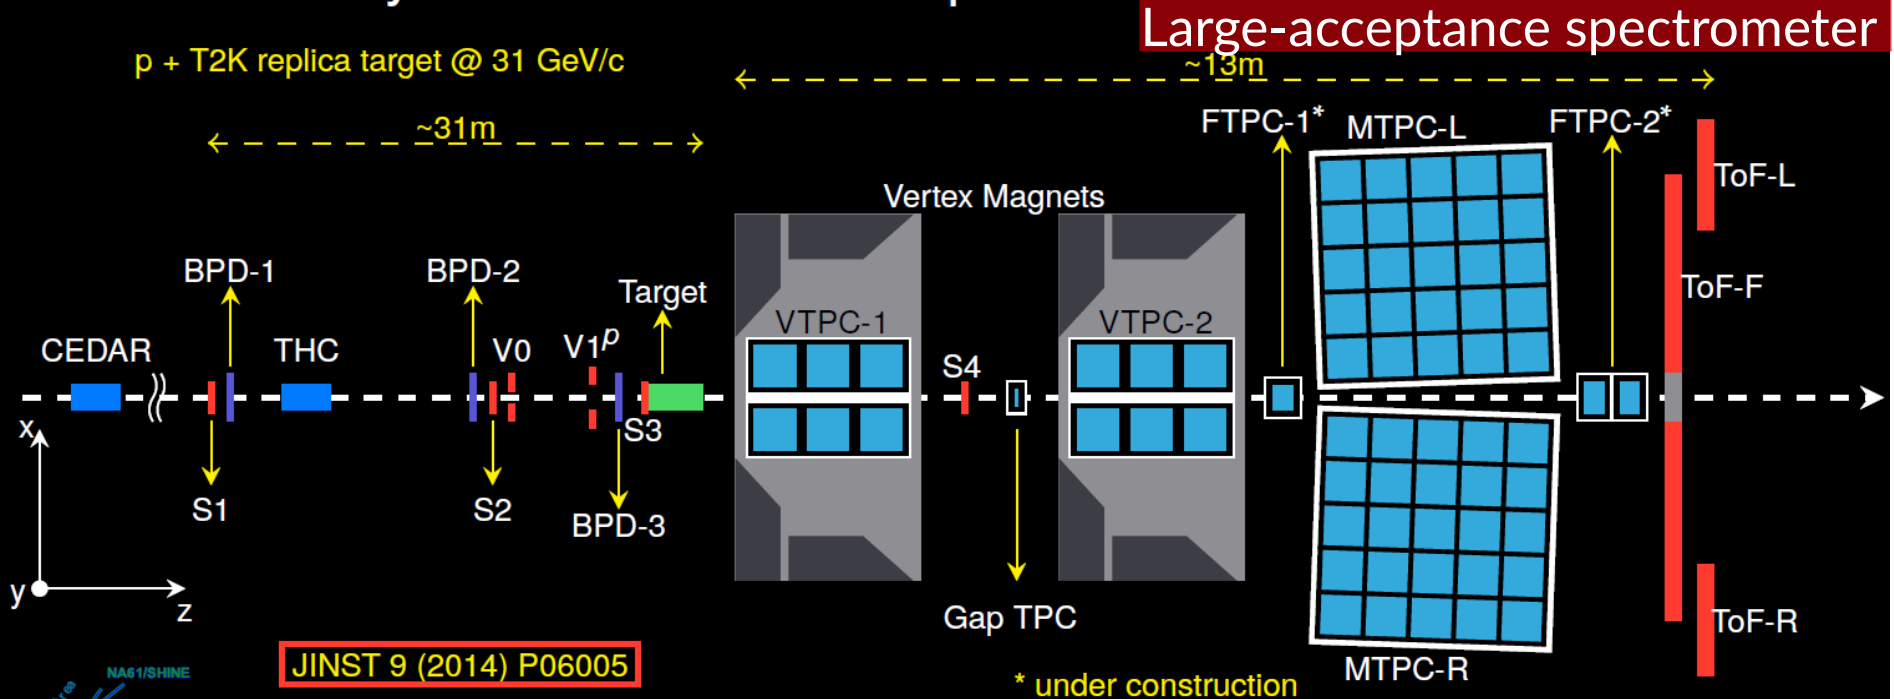 Large-acceptance spectrometer
p + T2K replica target @ 31 GeV/c
~13m
~31m
FTPC-1*
MTPC-L
FTPC-2*
ToF-L
Vertex Magnets
BPD-1
BPD-2
Target
ToF-F
VTPC-1
VTPC-2
CEDAR
THC
V0
V1p
S4
S3
x
S1
S2
BPD-3
y
z
Gap TPC
ToF-R
JINST 9 (2014) P06005
MTPC-R
NA61/SHINE
* under construction